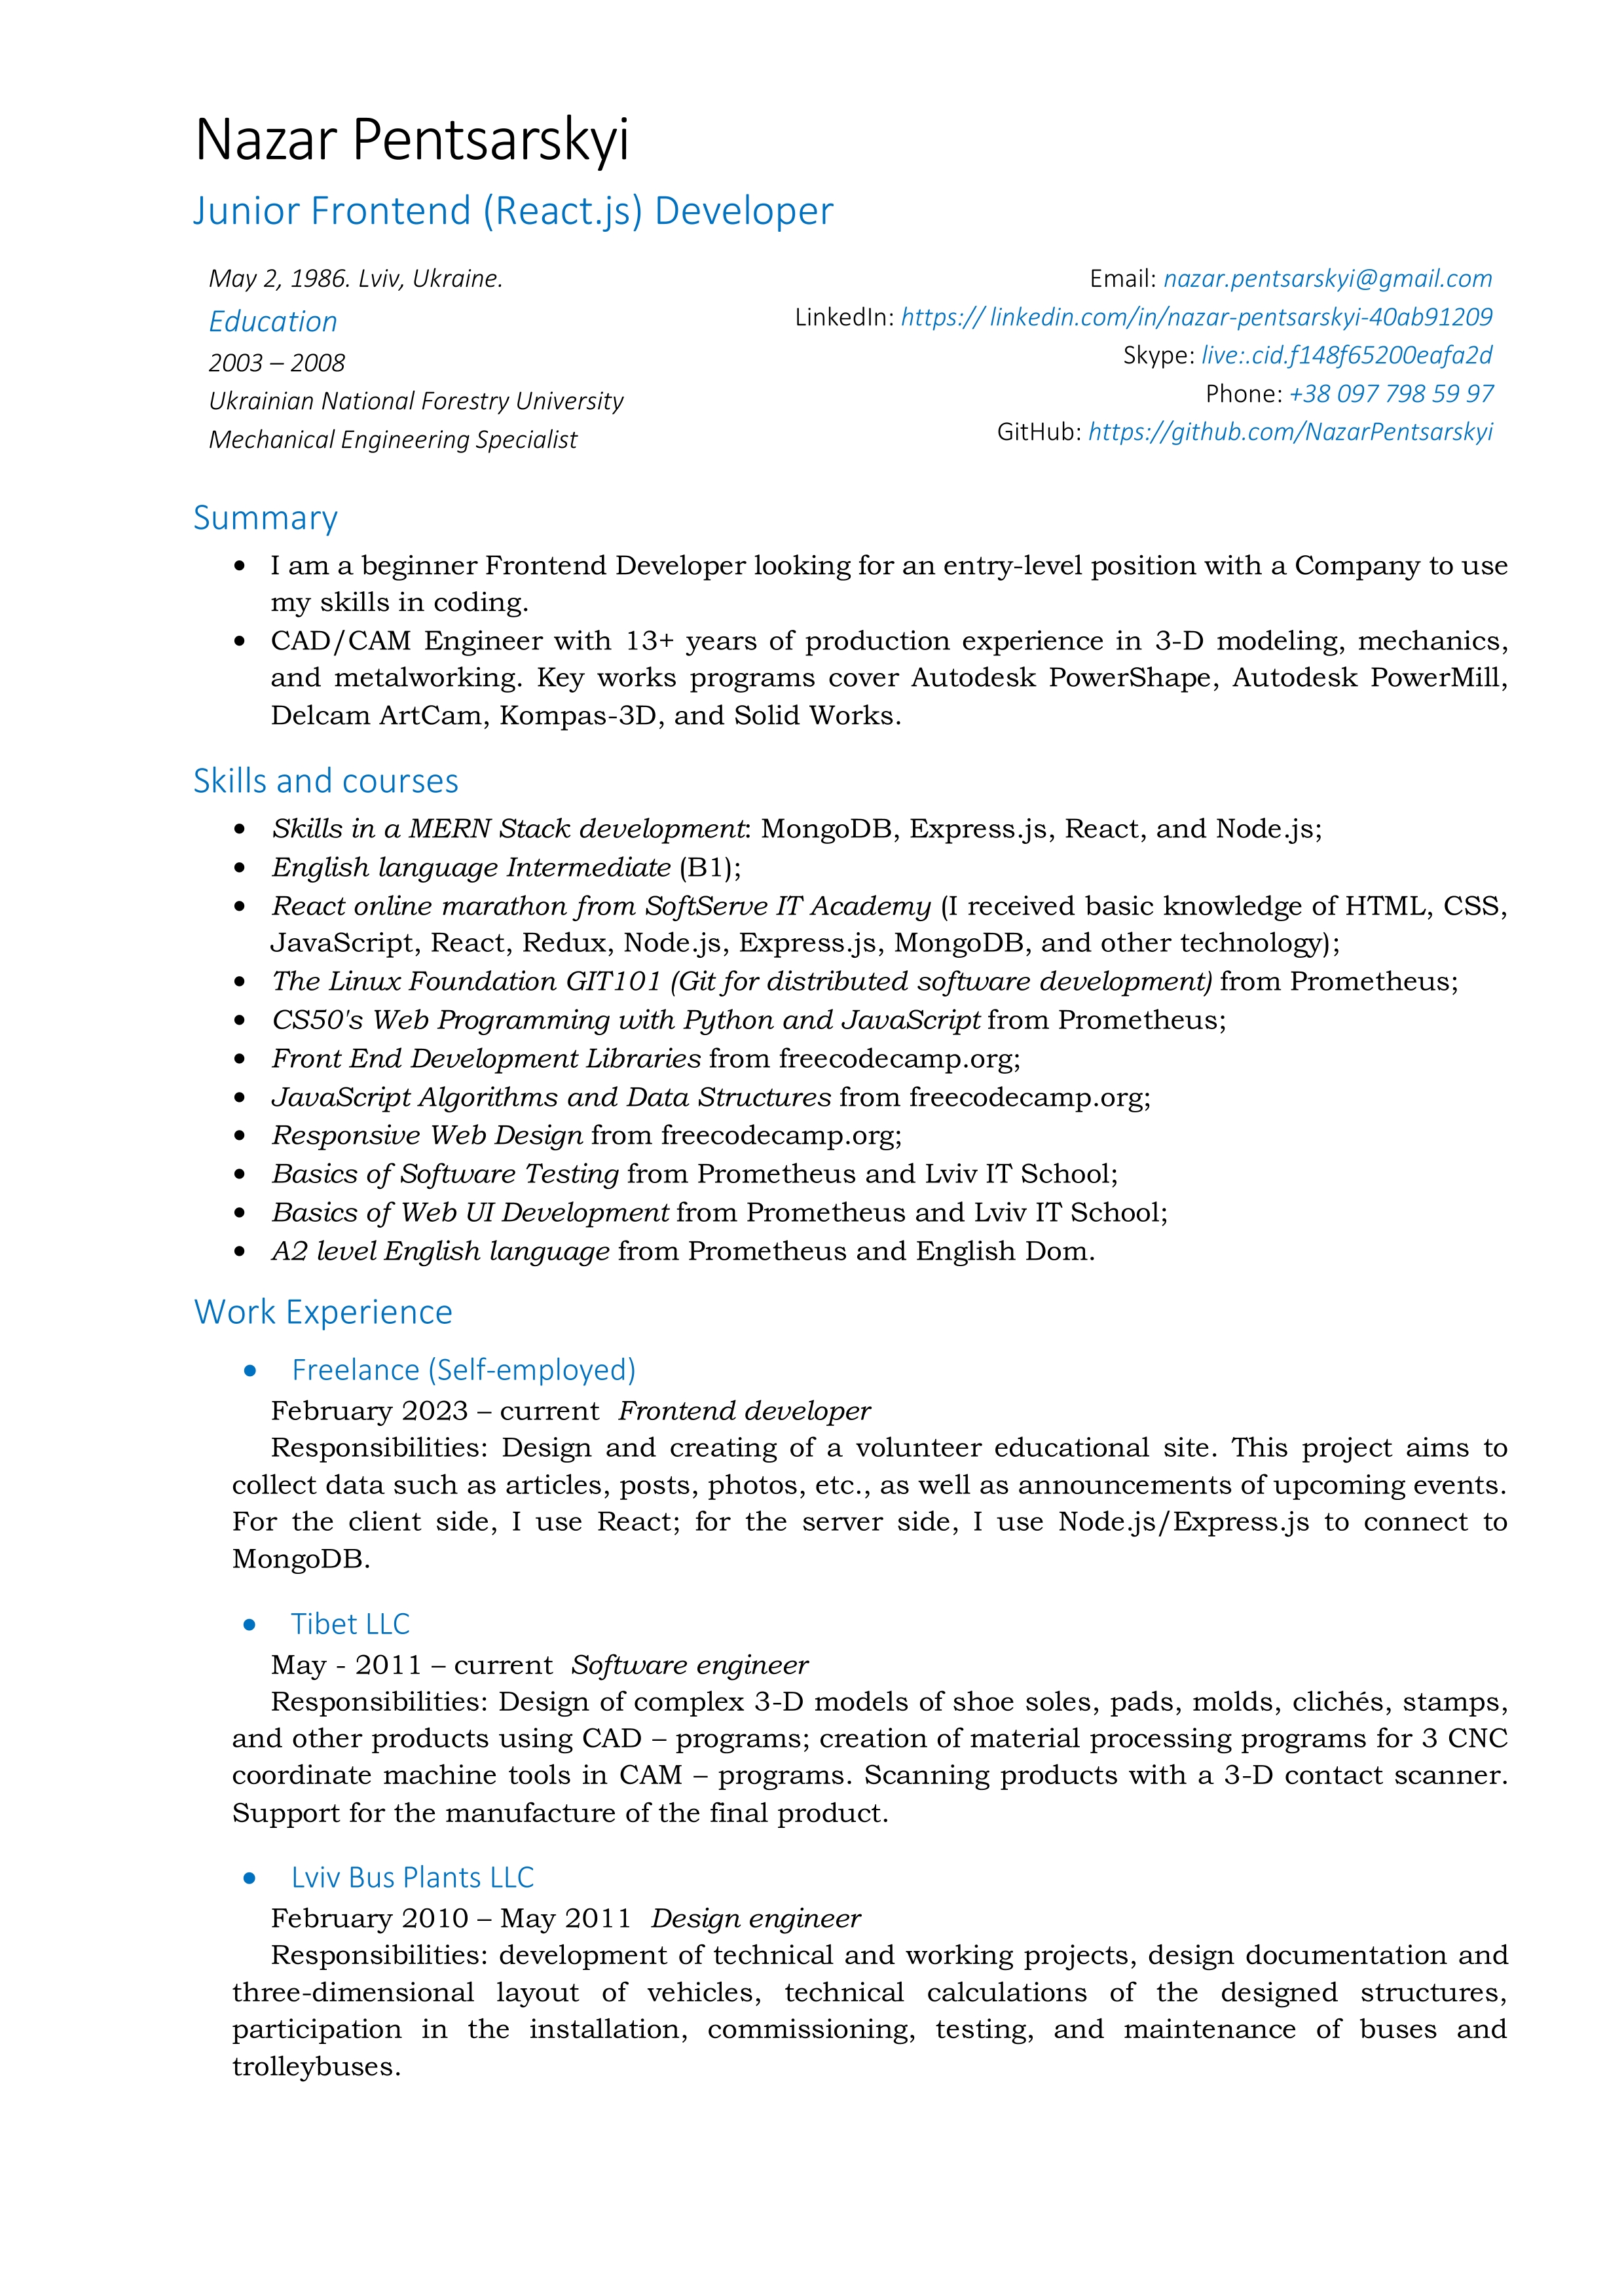 Nazar Pentsarskyi
Junior Frontend (React.js) Developer
May 2, 1986. Lviv, Ukraine.
Education
2003 – 2008
Ukrainian National Forestry University
Mechanical Engineering Specialist
Email: nazar.pentsarskyi@gmail.com
LinkedIn: https:// linkedin.com/in/nazar-pentsarskyi-40ab91209
Skype: live:.cid.f148f65200eafa2d
Phone: +38 097 798 59 97
GitHub: https://github.com/NazarPentsarskyi
Summary
• I am a beginner Frontend Developer looking for an entry-level position with a Company to use
my skills in coding.
• CAD/CAM Engineer with 13+ years of production experience in 3-D modeling, mechanics,
and metalworking. Key works programs cover Autodesk PowerShape, Autodesk PowerMill,
Delcam ArtCam, Kompas-3D, and Solid Works.
Skills and courses
• Skills in a MERN Stack development: MongoDB, Express.js, React, and Node.js;
• English language Intermediate (B1);
• React online marathon from SoftServe IT Academy (I received basic knowledge of HTML, CSS,
JavaScript, React, Redux, Node.js, Express.js, MongoDB, and other technology);
• The Linux Foundation GIT101 (Git for distributed software development) from Prometheus;
• CS50's Web Programming with Python and JavaScript from Prometheus;
• Front End Development Libraries from freecodecamp.org;
• JavaScript Algorithms and Data Structures from freecodecamp.org;
• Responsive Web Design from freecodecamp.org;
• Basics of Software Testing from Prometheus and Lviv IT School;
• Basics of Web UI Development from Prometheus and Lviv IT School;
• A2 level English language from Prometheus and English Dom.
Work Experience
• Freelance (Self-employed)
February 2023 – current Frontend developer
Responsibilities: Design and creating of a volunteer educational site. This project aims to
collect data such as articles, posts, photos, etc., as well as announcements of upcoming events.
For the client side, I use React; for the server side, I use Node.js/Express.js to connect to
MongoDB.
• Tibet LLC
May - 2011 – current Software engineer
Responsibilities: Design of complex 3-D models of shoe soles, pads, molds, clichés, stamps,
and other products using CAD – programs; creation of material processing programs for 3 CNC
coordinate machine tools in CAM – programs. Scanning products with a 3-D contact scanner.
Support for the manufacture of the final product.
• Lviv Bus Plants LLC
February 2010 – May 2011 Design engineer
Responsibilities: development of technical and working projects, design documentation and
three-dimensional layout of vehicles, technical calculations of the designed structures,
participation in the installation, commissioning, testing, and maintenance of buses and
trolleybuses.